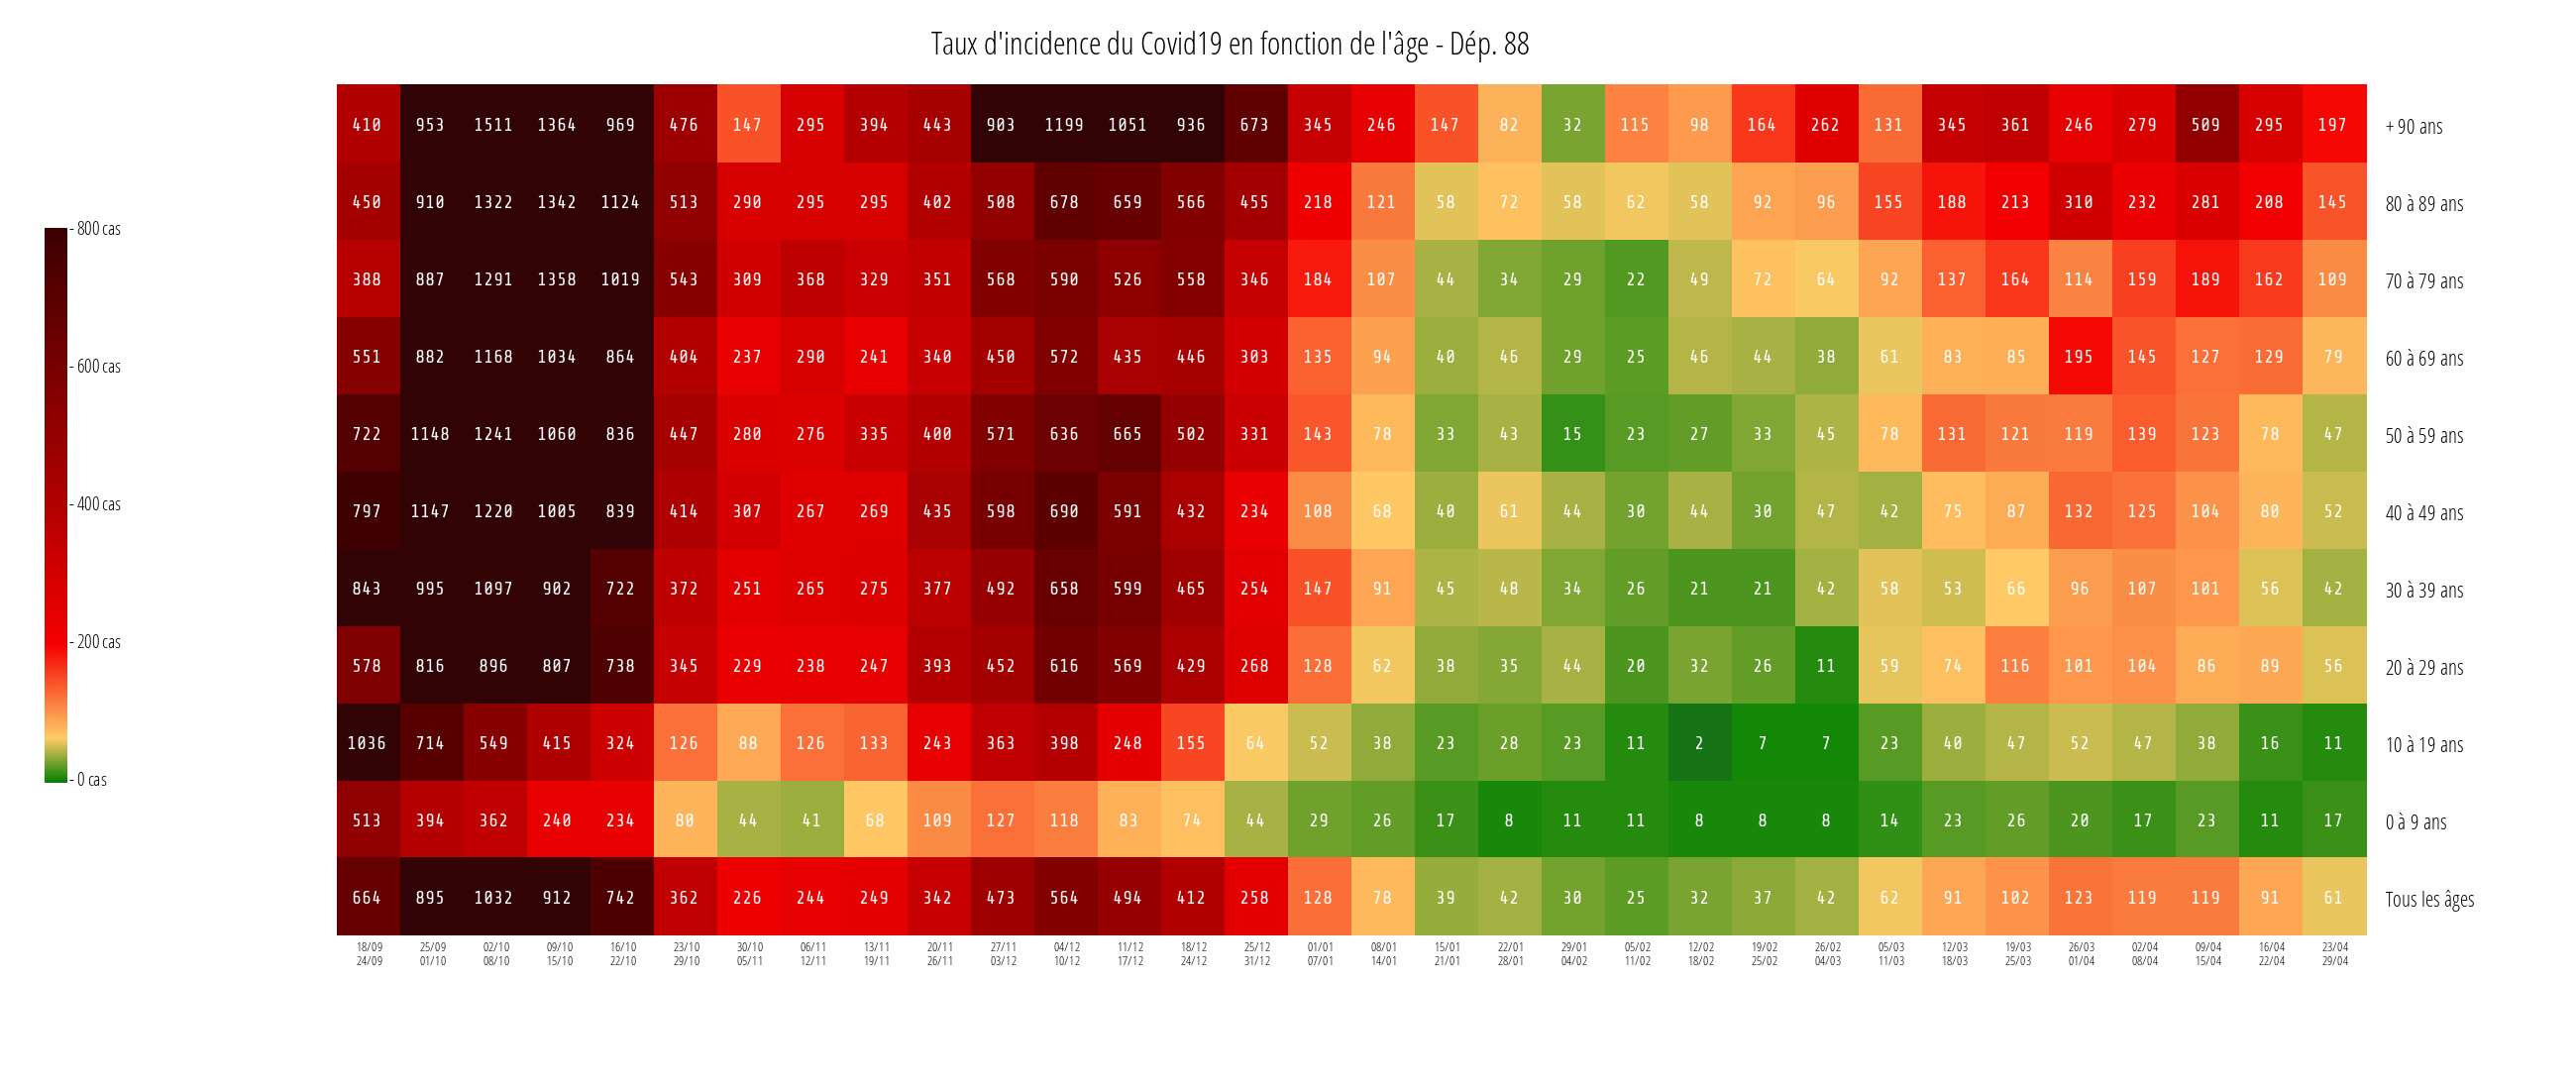 Taux d'incidence du Covid19 en fonction de l'âge - Dép. 88
- 800 cas
- 600 cas
- 400 cas
- 200 cas
- 0 cas
410 953 1511 1364 969 476 147 295 394 443 903 1199 1051 936 673 345 246 147 82 32 115 98 164 262 131 345 361 246 279 509 295 197 + 90 ans
450 910 1322 1342 1124 513 290 295 295 402 508 678 659 566 455 218 121 58 72 58 62 58 92 96 155 188 213 310 232 281 208 145 80 à 89 ans
388 887 1291 1358 1019 543 309 368 329 351 568 590 526 558 346 184 107 44 34 29 22 49 72 64 92 137 164 114 159 189 162 109 70 à 79 ans
551 882 1168 1034 864 404 237 290 241 340 450 572 435 446 303 135 94 40 46 29 25 46 44 38 61 83 85 195 145 127 129 79 60 à 69 ans
722 1148 1241 1060 836 447 280 276 335 400 571 636 665 502 331 143 78 33 43 15 23 27 33 45 78 131 121 119 139 123 78 47 50 à 59 ans
797 1147 1220 1005 839 414 307 267 269 435 598 690 591 432 234 108 68 40 61 44 30 44 30 47 42 75 87 132 125 104 80 52 40 à 49 ans
843 995 1097 902 722 372 251 265 275 377 492 658 599 465 254 147 91 45 48 34 26 21 21 42 58 53 66 96 107 101 56 42 30 à 39 ans
578 816 896 807 738 345 229 238 247 393 452 616 569 429 268 128 62 38 35 44 20 32 26 11 59 74 116 101 104 86 89 56 20 à 29 ans
1036 714 549 415 324 126 88 126 133 243 363 398 248 155 64 52 38 23 28 23 11 2 7 7 23 40 47 52 47 38 16 11 10 à 19 ans
513 394 362 240 234 80 44 41 68 109 127 118 83 74 44 29 26 17 8 11 11 8 8 8 14 23 26 20 17 23 11 17 0 à 9 ans
664 895 1032 912 742 362 226 244 249 342 473 564 494 412 258 128 78 39 42 30 25 32 37 42 62 91 102 123 119 119 91 61 Tous les âges
18/09 25/09 02/10 09/10 16/10 23/10 30/10 06/11 13/11 20/11 27/11 04/12 11/12 18/12 25/12 01/01 08/01 15/01 22/01 29/01 05/02 12/02 19/02 26/02 05/03 12/03 19/03 26/03 02/04 09/04 16/04 23/04
24/09 01/10 08/10 15/10 22/10 29/10 05/11 12/11 19/11 26/11 03/12 10/12 17/12 24/12 31/12 07/01 14/01 21/01 28/01 04/02 11/02 18/02 25/02 04/03 11/03 18/03 25/03 01/04 08/04 15/04 22/04 29/04